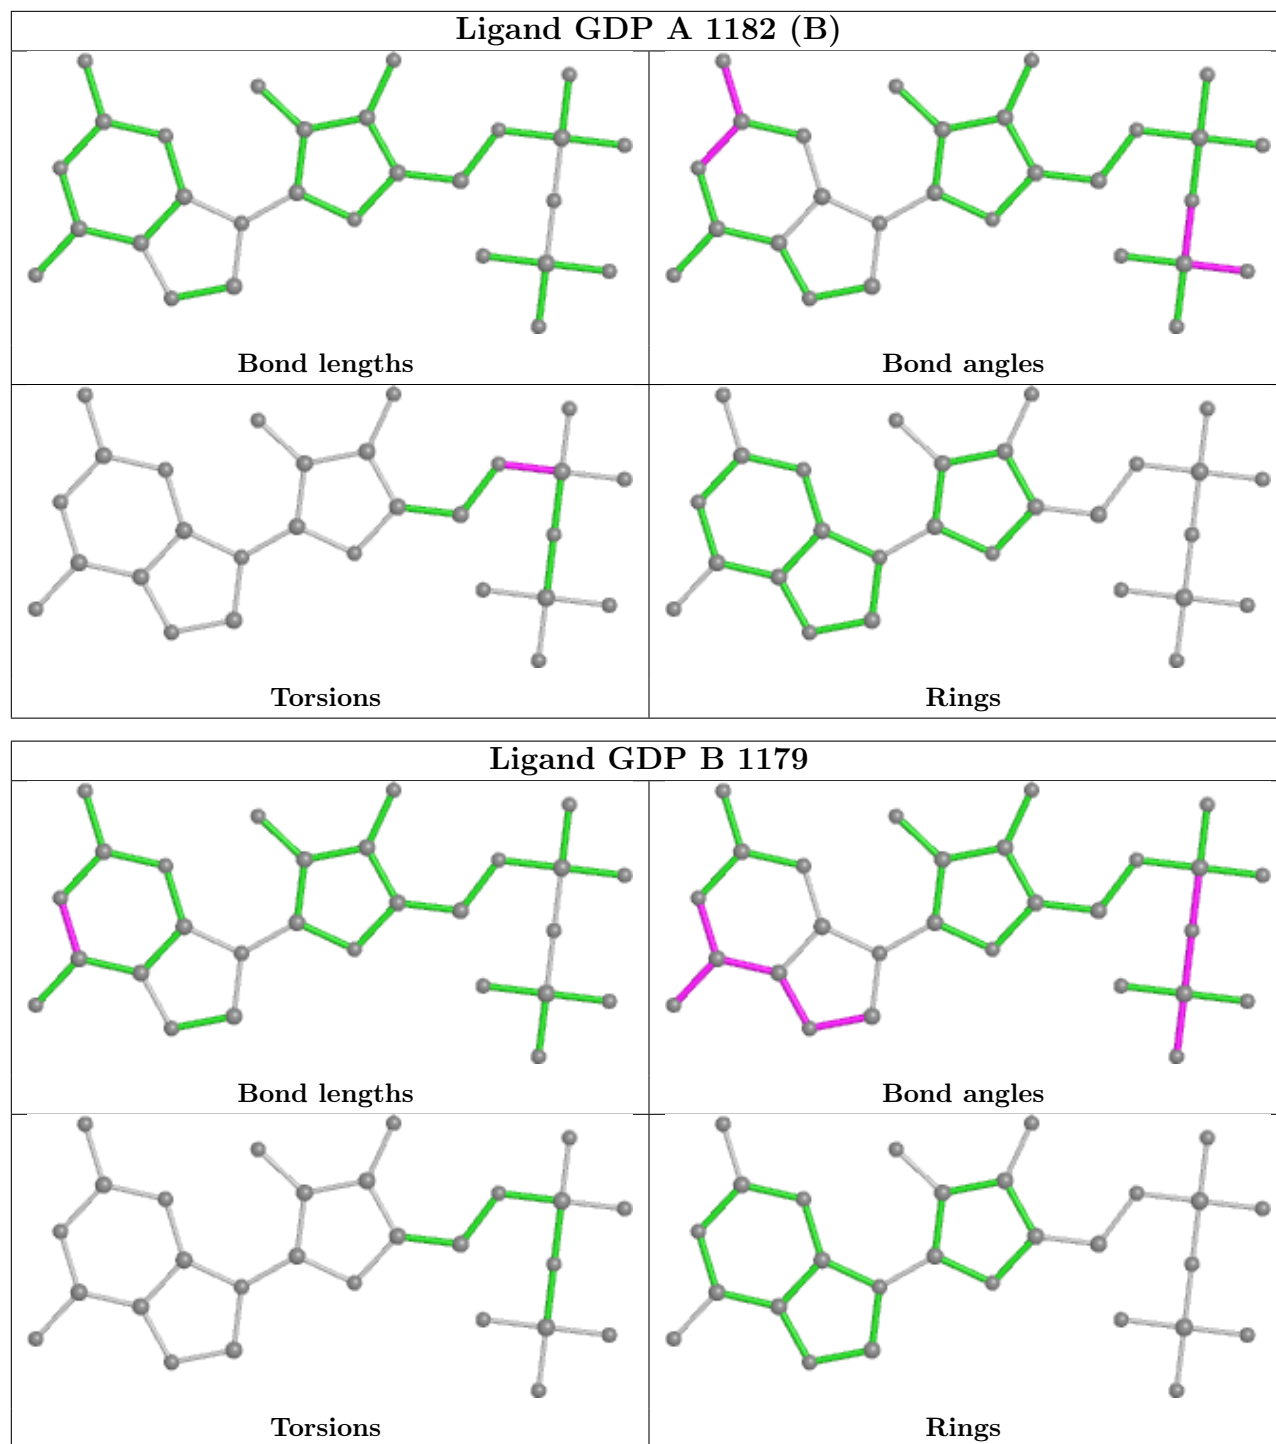 Ligand GDP A 1182 (B)
Bond lengths
Bond angles
Torsions
Rings
Ligand GDP B 1179
Bond lengths
Bond angles
Torsions
Rings